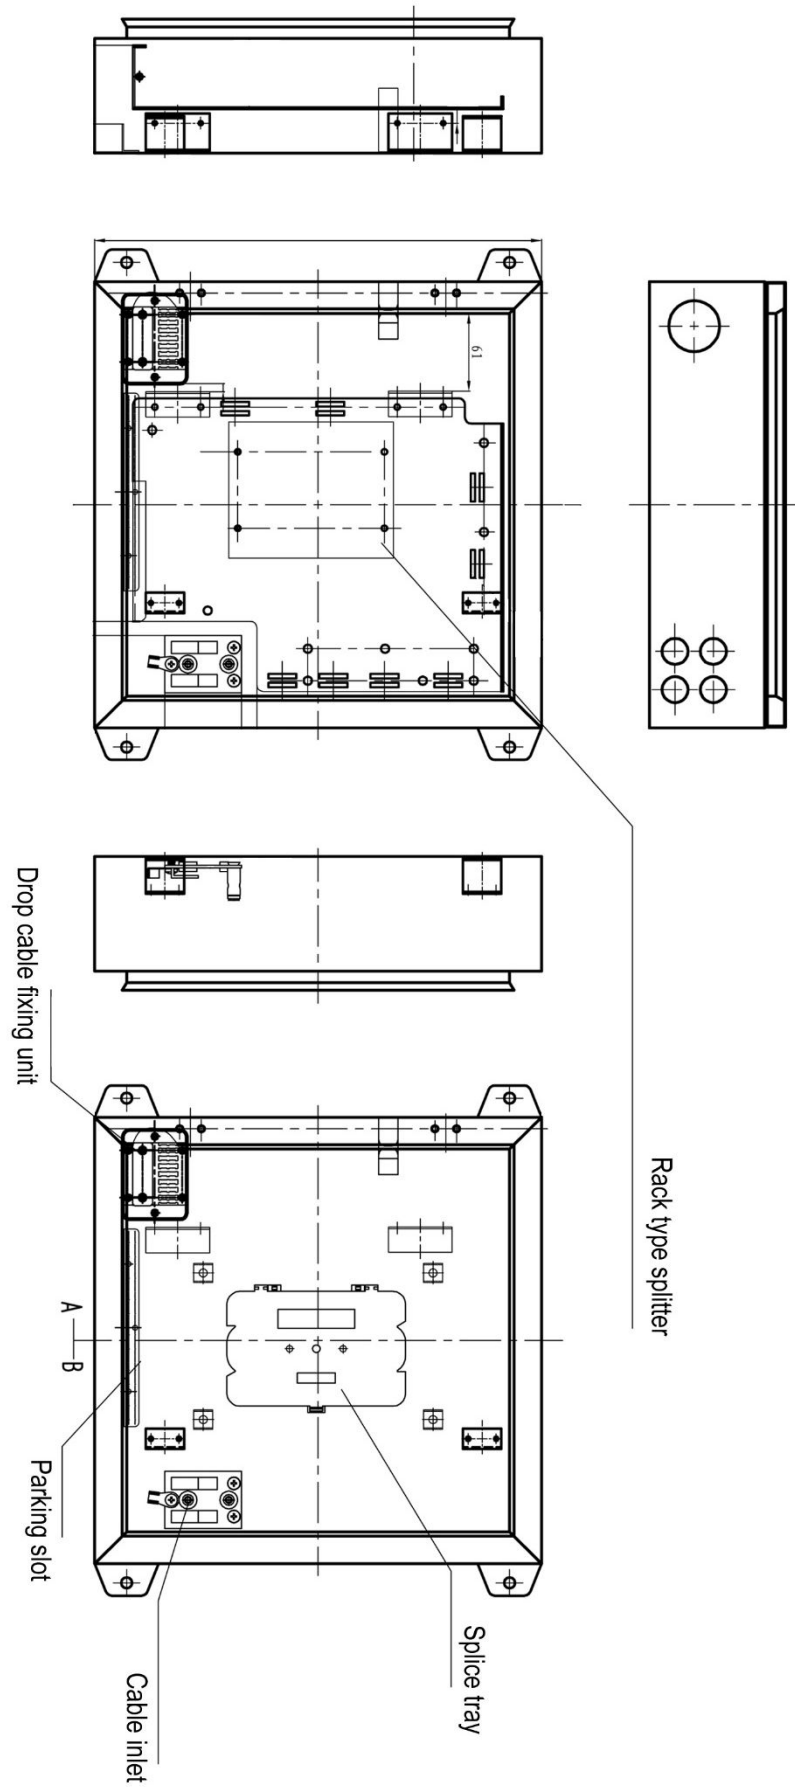 61
Rack type splitter
Drop cable fixing unit
A
B
Parking slot
Splice tray
Cable inlet